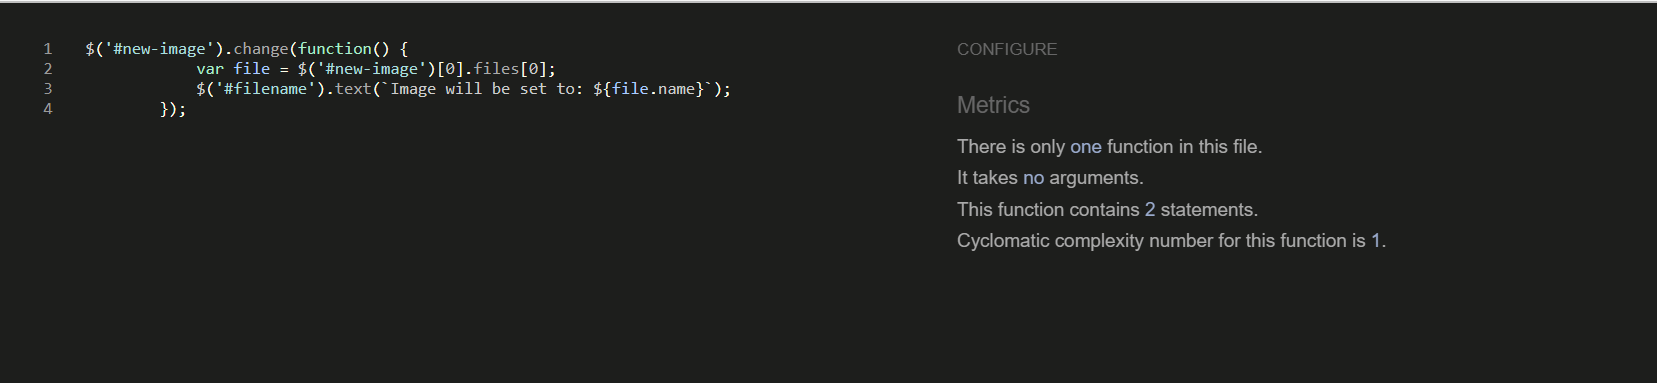 1 $('#new-image').change(function() {
2 var file = $('#new-image')[0].files[0];
3 $('#filename').text(`Image will be set to: ${file.name}`);
4 });
CONFIGURE
Metrics
There is only one function in this file.
It takes no arguments.
This function contains 2 statements.
Cyclomatic complexity number for this function is 1.